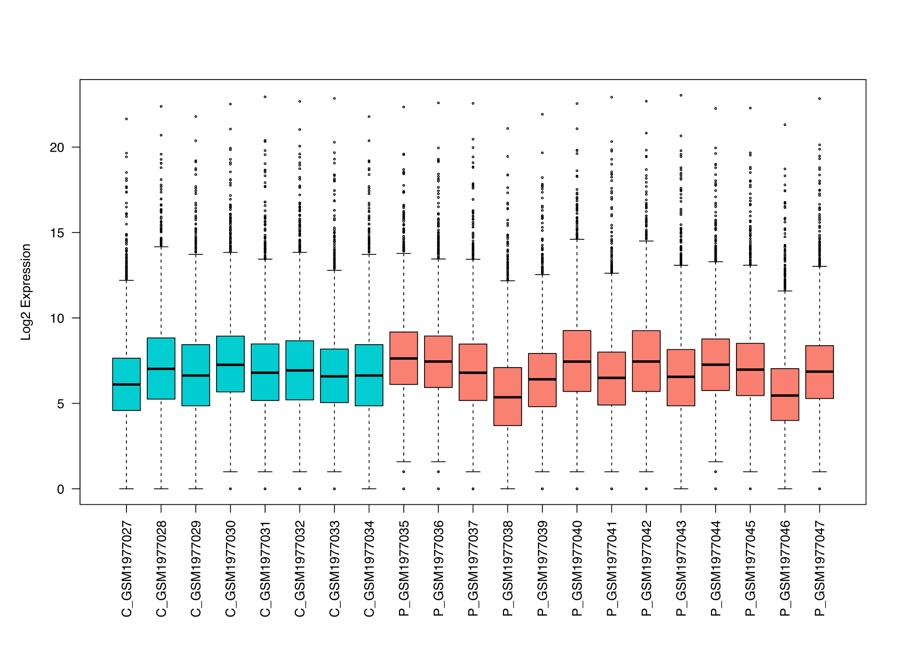 Log2 Expression
20
15
10
5
0
C_GSM1977027
C_GSM1977028
C_GSM1977029
C_GSM1977030
C_GSM1977031
C_GSM1977032
C_GSM1977033
C_GSM1977034
P_GSM1977035
P_GSM1977036
P_GSM1977037
P_GSM1977038
P_GSM1977039
P_GSM1977040
P_GSM1977041
P_GSM1977042
P_GSM1977043
P_GSM1977044
P_GSM1977045
P_GSM1977046
P_GSM1977047